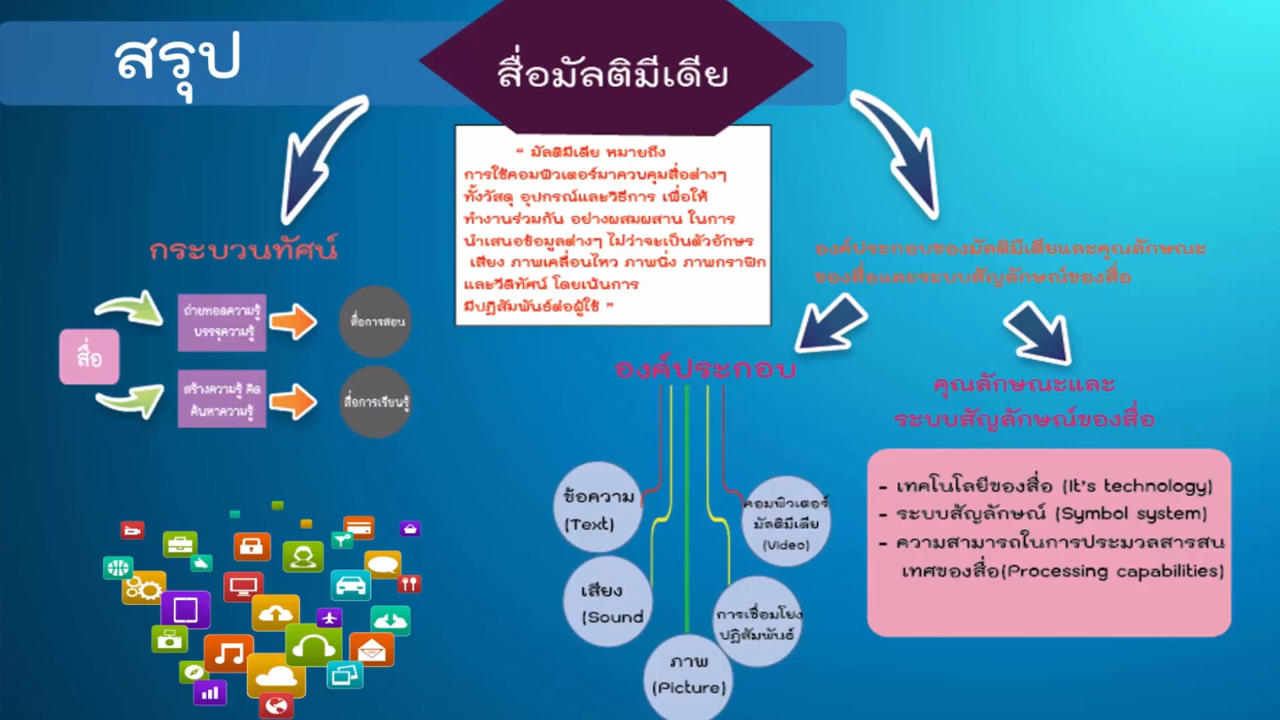 สรุป
สื่อมัลติมีเดีย
“ มัลติมีเดีย หมายถึง
การใช้คอมพิวเตอร์มาควบคุมสื่อต่างๆ
ทั้งวัสดุ อุปกรณ์และวิธีการ เพื่อให้
ทำงานร่วมกัน อย่างผสมผสาน ในการ
นำเสนอข้อมูลต่างๆ ไม่ว่าจะเป็นตัวอักษร
เสียง ภาพเคลื่อนไหว ภาพนิ่ง ภาพกราฟิก
และวีดิทัศน์ โดยเน้นการ
มีปฏิสัมพันธ์ต่อผู้ใช้ ”
กระบวนทัศน์
สื่อ
ถ่ายทอดความรู้
บรรจุความรู้
สื่อการสอน
สร้างความรู้ คิด
ค้นหาความรู้
สื่อการเรียนรู้
องค์ประกอบของมัลติมีเดียและคุณลักษณะ
ของสื่อและระบบสัญลักษณ์ของสื่อ
องค์ประกอบ
ข้อความ
(Text)
เสียง
(Sound
ภาพ
(Picture)
การเชื่อมโยง
ปฏิสัมพันธ์
คอมพิวเตอร์
มัลติมีเดีย
(Video)
คุณลักษณะและ
ระบบสัญลักษณ์ของสื่อ
- เทคโนโลยีของสื่อ (It's technology)
- ระบบสัญลักษณ์ (Symbol system)
- ความสามารถในการประมวลสารสน
เทศของสื่อ(Processing capabilities)